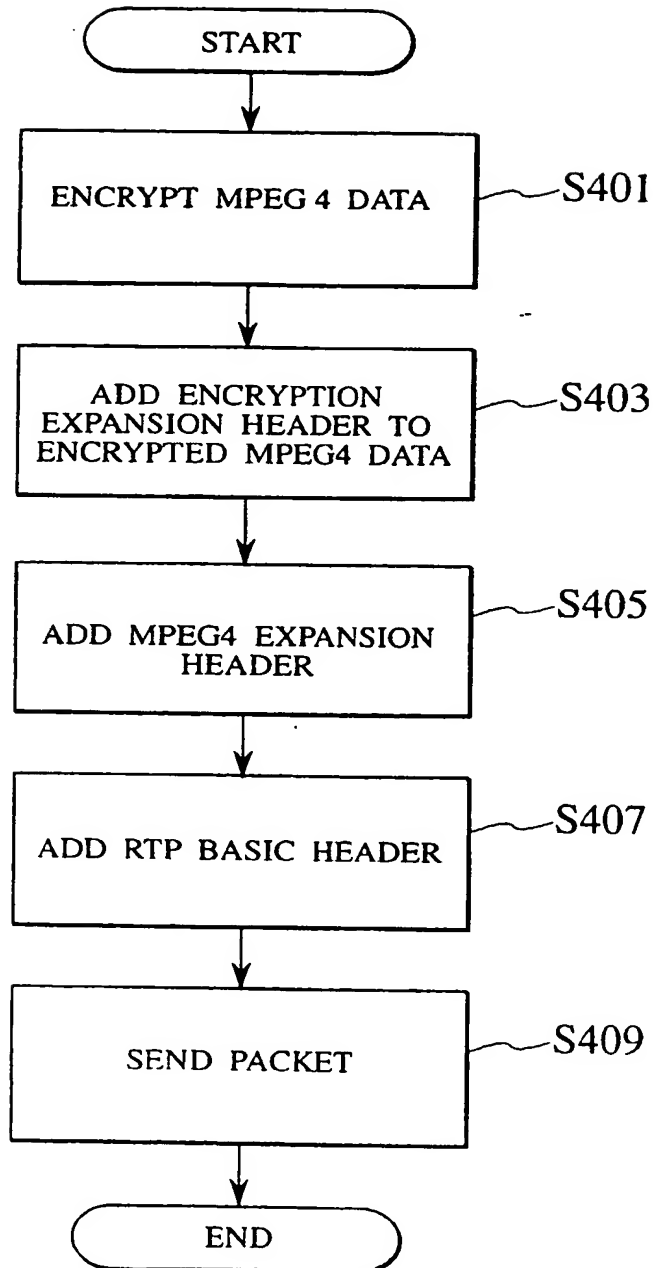 START
ENCRYPT MPEG 4 DATA
S401
ADD ENCRYPTION
EXPANSION HEADER TO
ENCRYPTED MPEG4 DATA
S403
ADD MPEG4 EXPANSION
HEADER
S405
ADD RTP BASIC HEADER
S407
SEND PACKET
S409
END